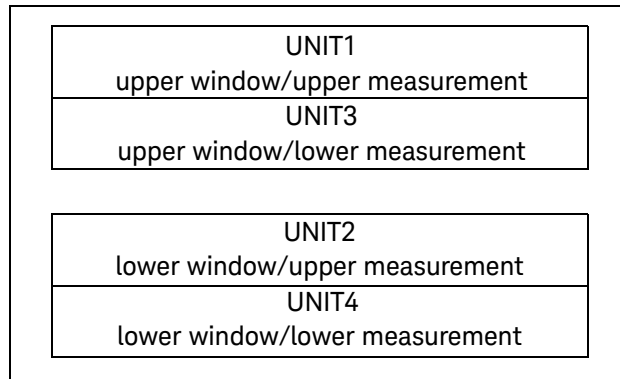 UNIT1
upper window/upper measurement
UNIT3
upper window/lower measurement
UNIT2
lower window/upper measurement
UNIT4
lower window/lower measurement